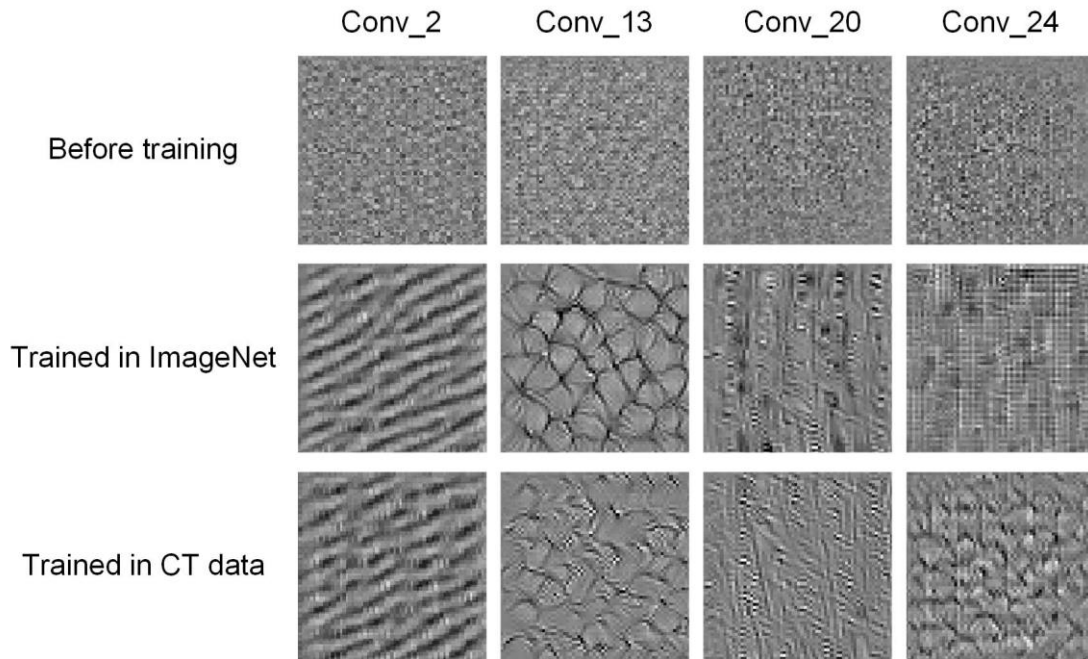 Conv_2 Conv_13 Conv_20 Conv_24
Before training
Trained in ImageNet
Trained in CT data